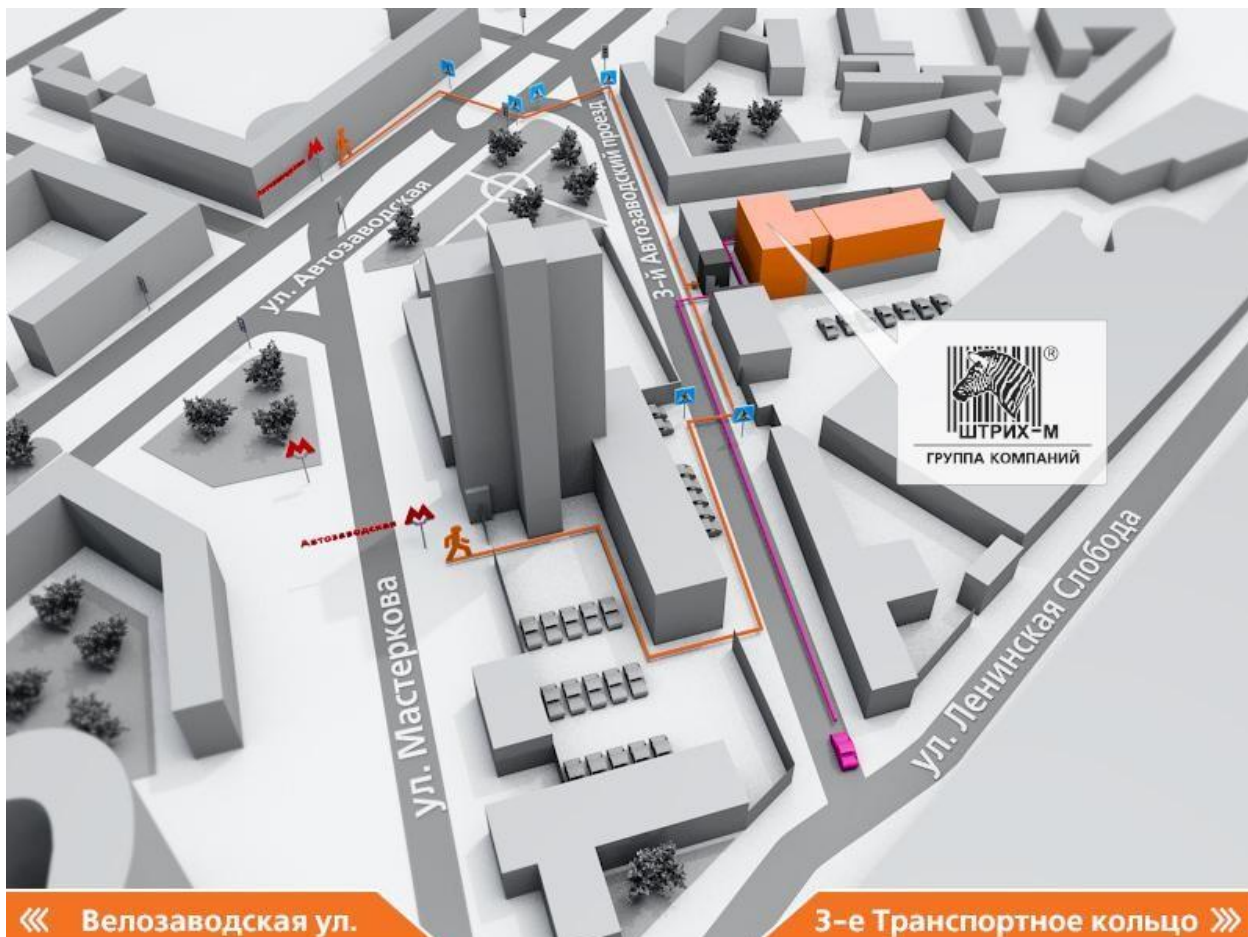 Автозаводская
ул. Автозаводская
3-й Автозаводский проезд
®
ШТРИХ-М
ГРУППА КОМПАНИЙ
Автозаводская
ул. Мастеркова
ул. Ленинская Слобода
<<< Велозаводская ул.
3-е Транспортное кольцо >>>